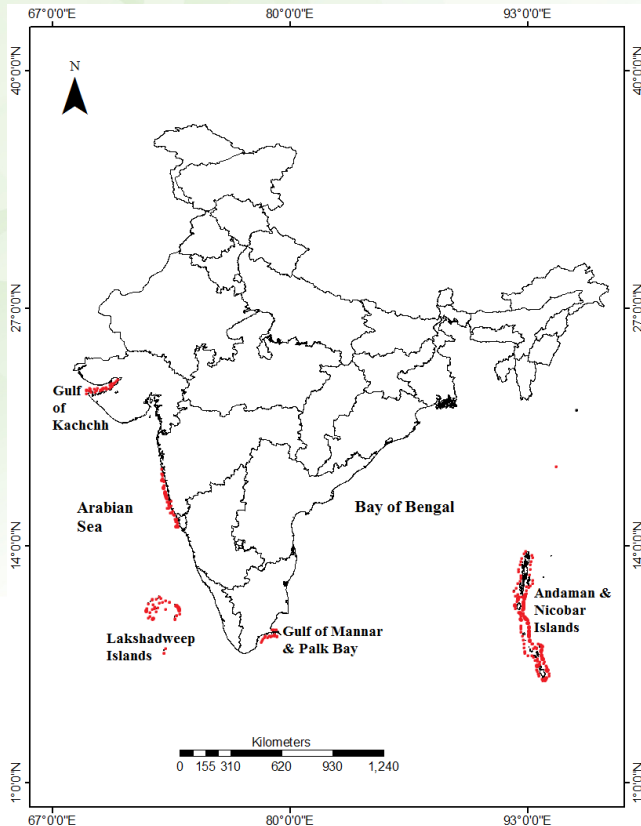 67°0'0"E 80°0'0"E 93°0'0"E
40°0'0"N 40°0'0"N
N
27°0'0"N 27°0'0"N
Gulf
of
Kachchh
Arabian
Sea
Bay of Bengal
14°0'0"N 14°0'0"N
Andaman &
Nicobar
Islands
Lakshadweep
Islands
Gulf of Mannar
& Palk Bay
Kilometers
0 155 310 620 930 1,240
1°0'0"N 1°0'0"N
67°0'0"E 80°0'0"E 93°0'0"E